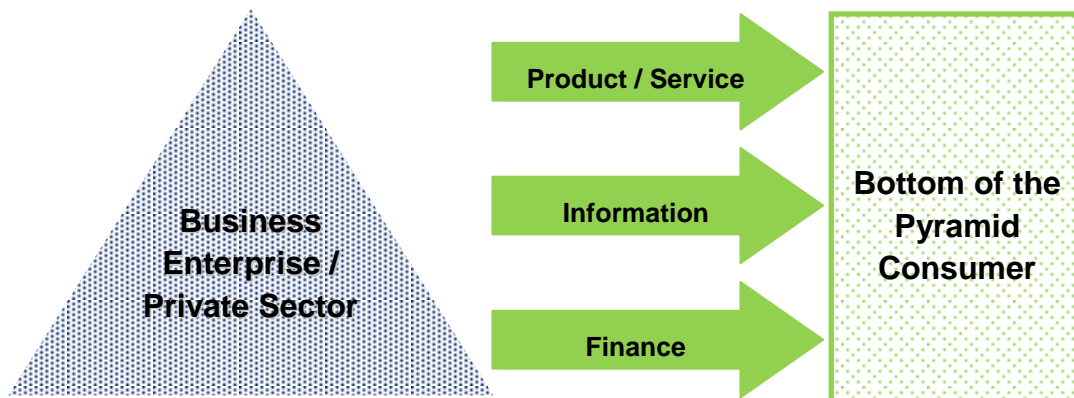 Business
Enterprise /
Private Sector
Product / Service
Information
Finance
Bottom of the
Pyramid
Consumer